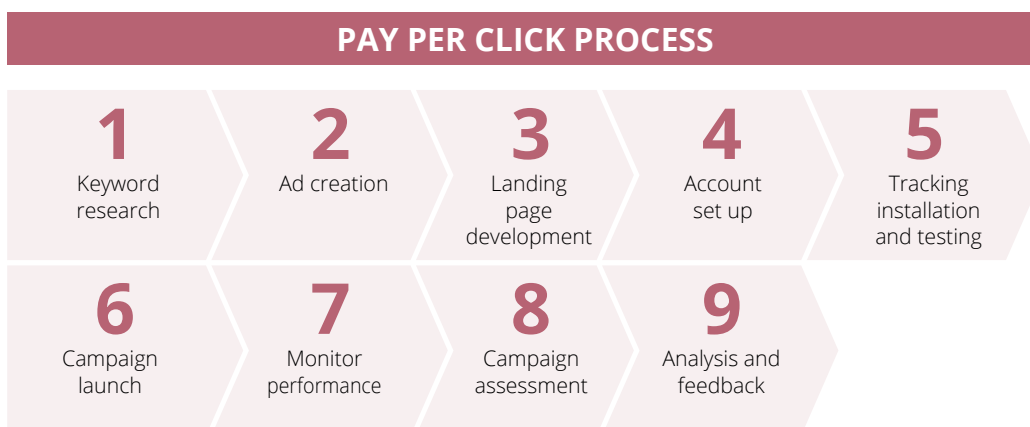 PAY PER CLICK PROCESS
1
Keyword
research
2
Ad creation
3
Landing
page
development
4
Account
set up
5
Tracking
installation
and testing
6
Campaign
launch
7
Monitor
performance
8
Campaign
assessment
9
Analysis and
feedback